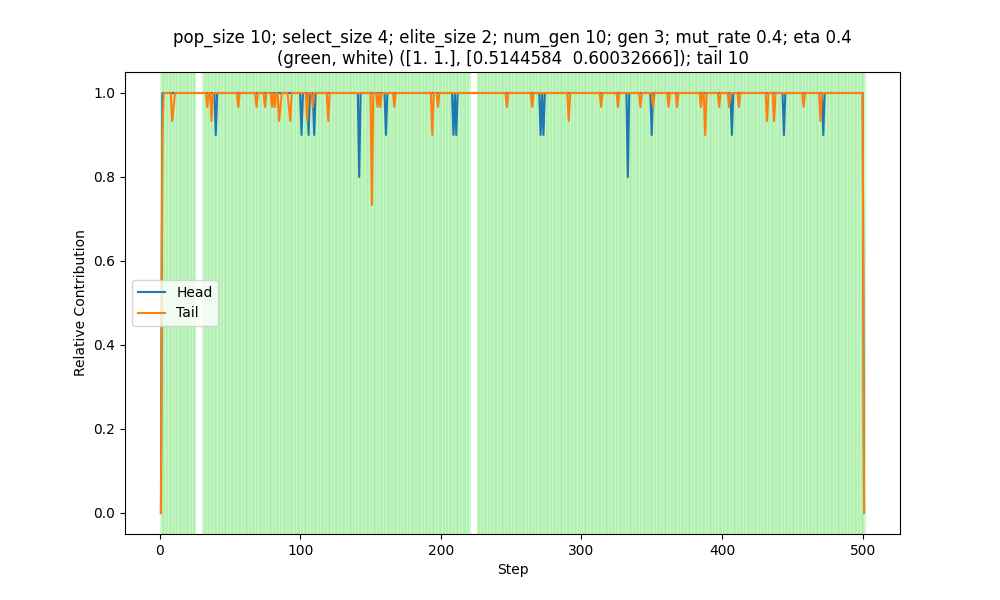 pop_size 10; select_size 4; elite_size 2; num_gen 10; gen 3; mut_rate 0.4; eta 0.4
(green, white) ([1. 1.], [0.5144584  0.60032666]); tail 10
1.0
0.8
0.6
0.4
0.2
0.0
Relative Contribution
Head
Tail
0
100
200
300
400
500
Step